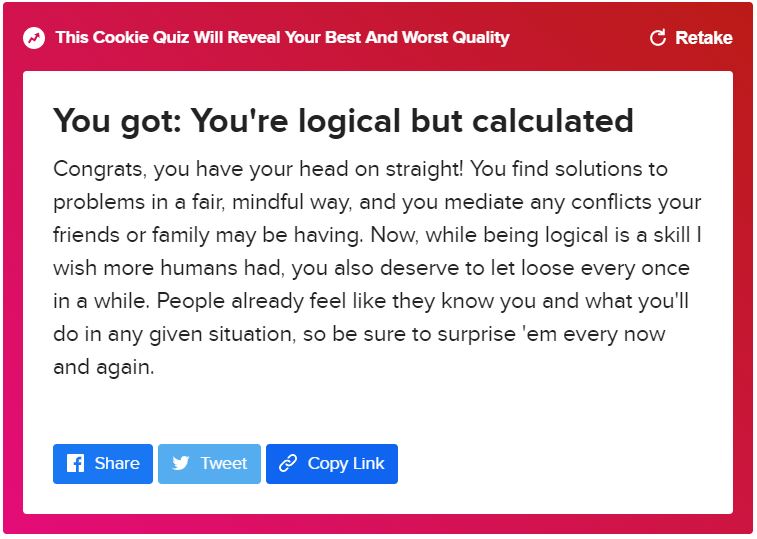 This Cookie Quiz Will Reveal Your Best And Worst Quality
Retake
You got: You're logical but calculated
Congrats, you have your head on straight! You find solutions to
problems in a fair, mindful way, and you mediate any conflicts your
friends or family may be having. Now, while being logical is a skill I
wish more humans had, you also deserve to let loose every once
in a while. People already feel like they know you and what you'll
do in any given situation, so be sure to surprise 'em every now
and again.
Share
Tweet
Copy Link